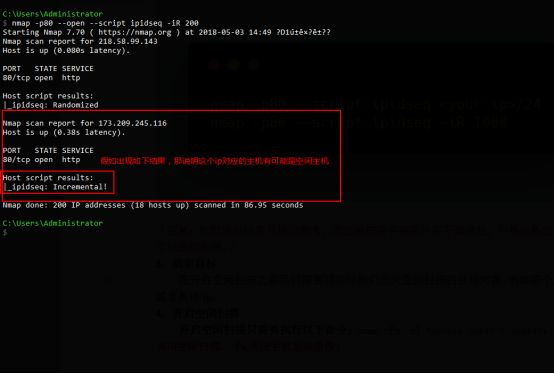 C:\Users\Administrator
$ nmap -p80 --open --script ipidseq -iR 200
Starting Nmap 7.70 ( https://nmap.org ) at 2018-05-03 14:49 ?D1ú±ê×?ê±??
Nmap scan report for 218.58.99.143
Host is up (0.080s latency).
PORT STATE SERVICE
80/tcp open http
Host script results:
|_ipidseq: Randomized
Nmap scan report for 173.209.245.116
Host is up (0.38s latency).
PORT STATE SERVICE
80/tcp open http
假如出现如下结果，那说明这个ip对应的主机有可能是空闲主机
Host script results:
|_ipidseq: Incremental!
Nmap done: 200 IP addresses (18 hosts up) scanned in 86.95 seconds
C:\Users\Administrator
$